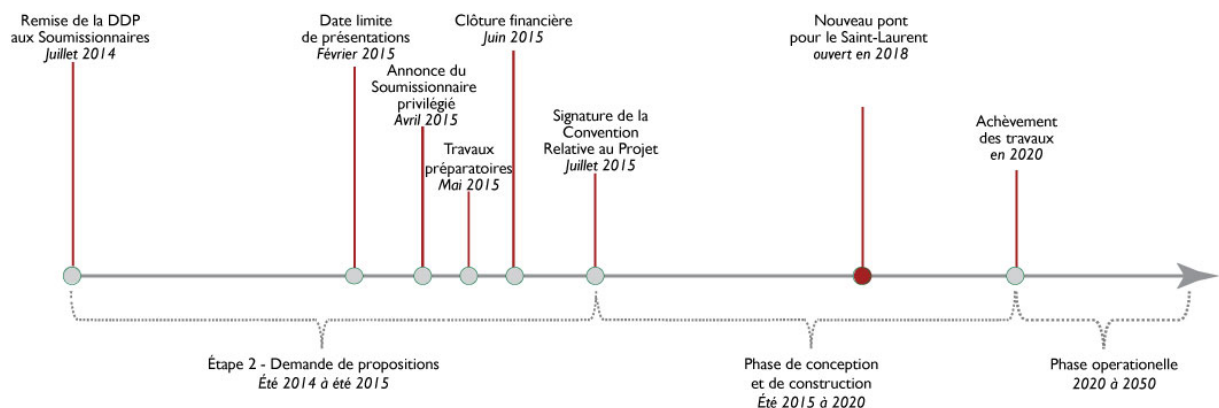 Remise de la DDP
aux Soumissionnaires
Juillet 2014
Date limite
de présentations
Février 2015
Annonce du
Soumissionnaire
privilégié
Avril 2015
Travaux
préparatoires
Mai 2015
Clôture financière
Juin 2015
Signature de la
Convention
Relative au Projet
Juillet 2015
Nouveau pont
pour le Saint-Laurent
ouvert en 2018
Achèvement
des travaux
en 2020
Étape 2 - Demande de propositions
Été 2014 à été 2015
Phase de conception
et de construction
Été 2015 à 2020
Phase operationelle
2020 à 2050